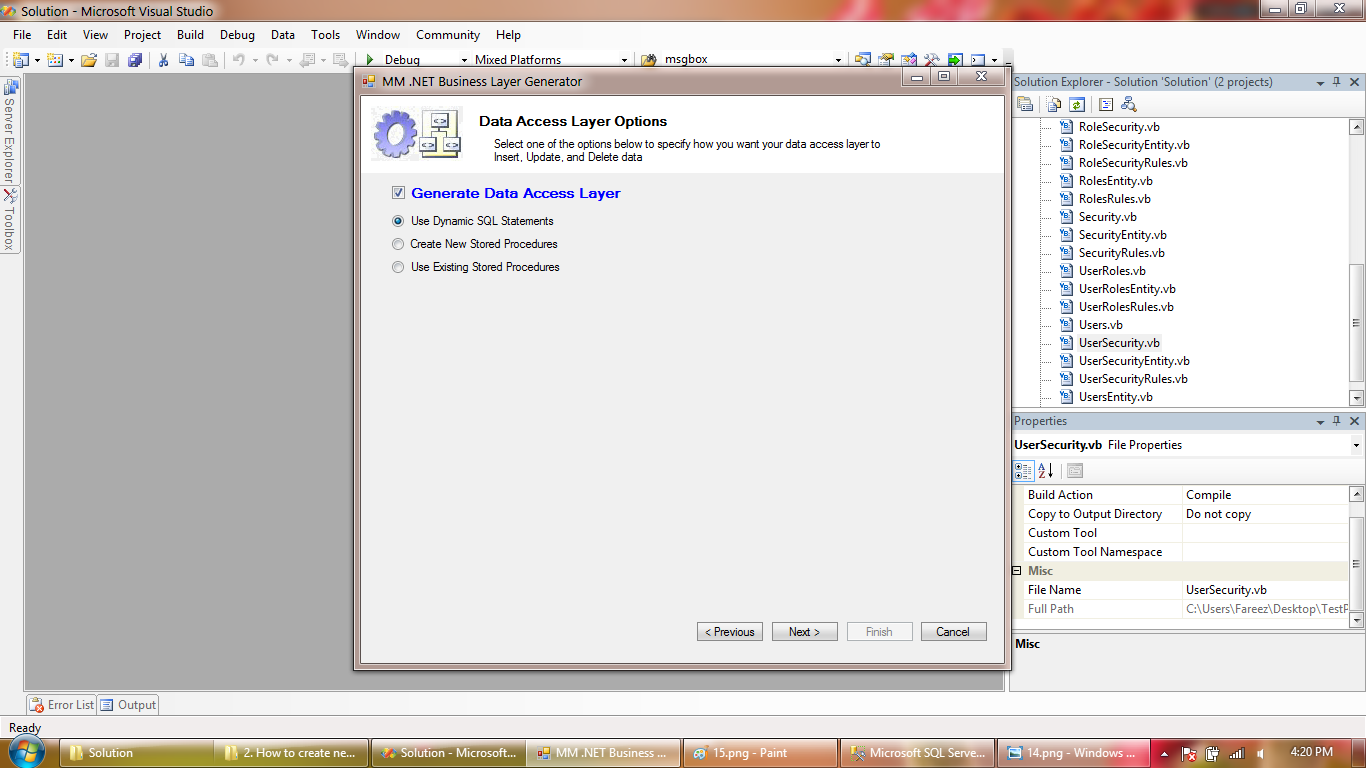 Solution - Microsoft Visual Studio
File Edit View Project Build Debug Data Tools Window Community Help
Debug Mixed Platforms msgbox
Server Explorer
Toolbox
MM .NET Business Layer Generator
Data Access Layer Options
Select one of the options below to specify how you want your data access layer to
Insert, Update, and Delete data
Generate Data Access Layer
Use Dynamic SQL Statements
Create New Stored Procedures
Use Existing Stored Procedures
< Previous Next > Finish Cancel
Solution Explorer - Solution 'Solution' (2 projects)
RoleSecurity.vb
RoleSecurityEntity.vb
RoleSecurityRules.vb
RolesEntity.vb
RolesRules.vb
Security.vb
SecurityEntity.vb
SecurityRules.vb
UserRoles.vb
UserRolesEntity.vb
UserRolesRules.vb
Users.vb
UserSecurity.vb
UserSecurityEntity.vb
UserSecurityRules.vb
UsersEntity.vb
Properties
UserSecurity.vb File Properties
Build Action Compile
Copy to Output Directory Do not copy
Custom Tool
Custom Tool Namespace
Misc
File Name UserSecurity.vb
Full Path C:\Users\Fareez\Desktop\TestP
Misc
Error List Output
Ready
Solution 2. How to create ne... Solution - Microsoft... MM .NET Business ... 15.png - Paint Microsoft SQL Serve... 14.png - Windows ... 4:20 PM